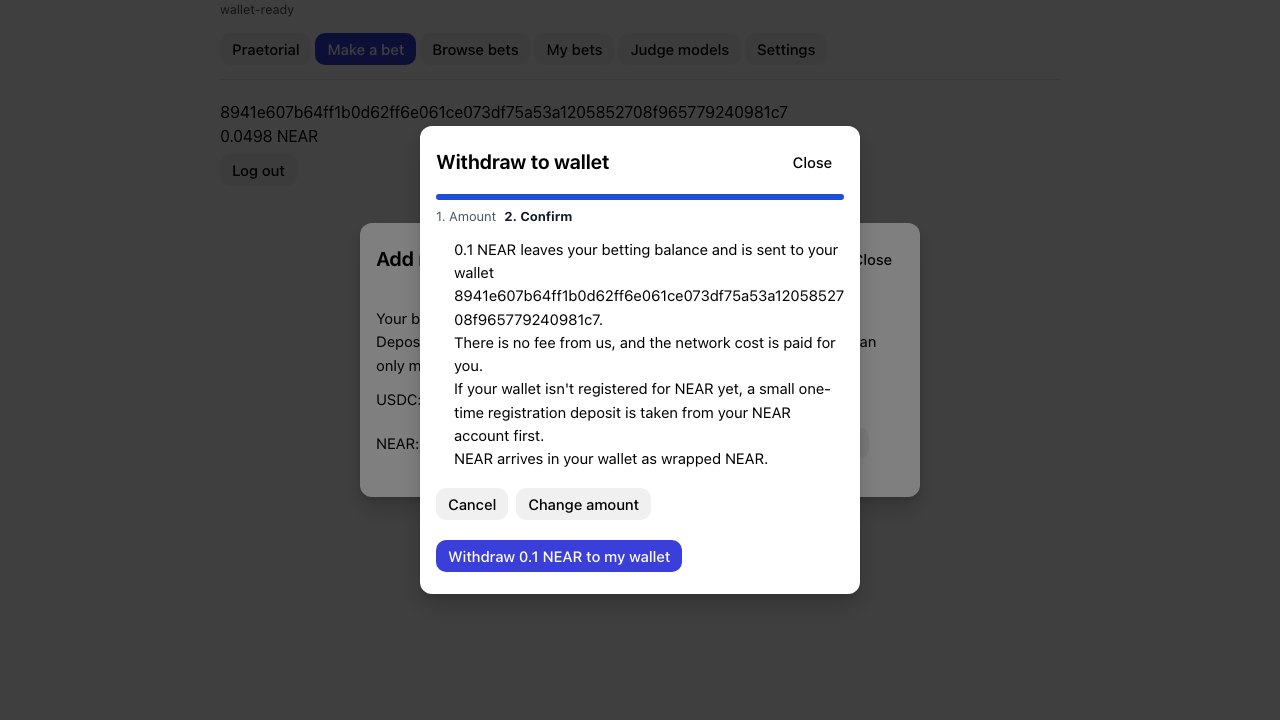 wallet-ready
Praetorial Make a bet Browse bets My bets Judge models Settings
8941e607b64ff1b0d62ff6e061ce073df75a53a1205852708f965779240981c7
0.0498 NEAR
Log out
Withdraw to wallet Close
1. Amount 2. Confirm
0.1 NEAR leaves your betting balance and is sent to your
wallet
8941e607b64ff1b0d62ff6e061ce073df75a53a12058527
08f965779240981c7.
There is no fee from us, and the network cost is paid for
you.
If your wallet isn't registered for NEAR yet, a small one-
time registration deposit is taken from your NEAR
account first.
NEAR arrives in your wallet as wrapped NEAR.
Cancel Change amount
Withdraw 0.1 NEAR to my wallet
Add
Close
Your
only
USDC:
NEAR: